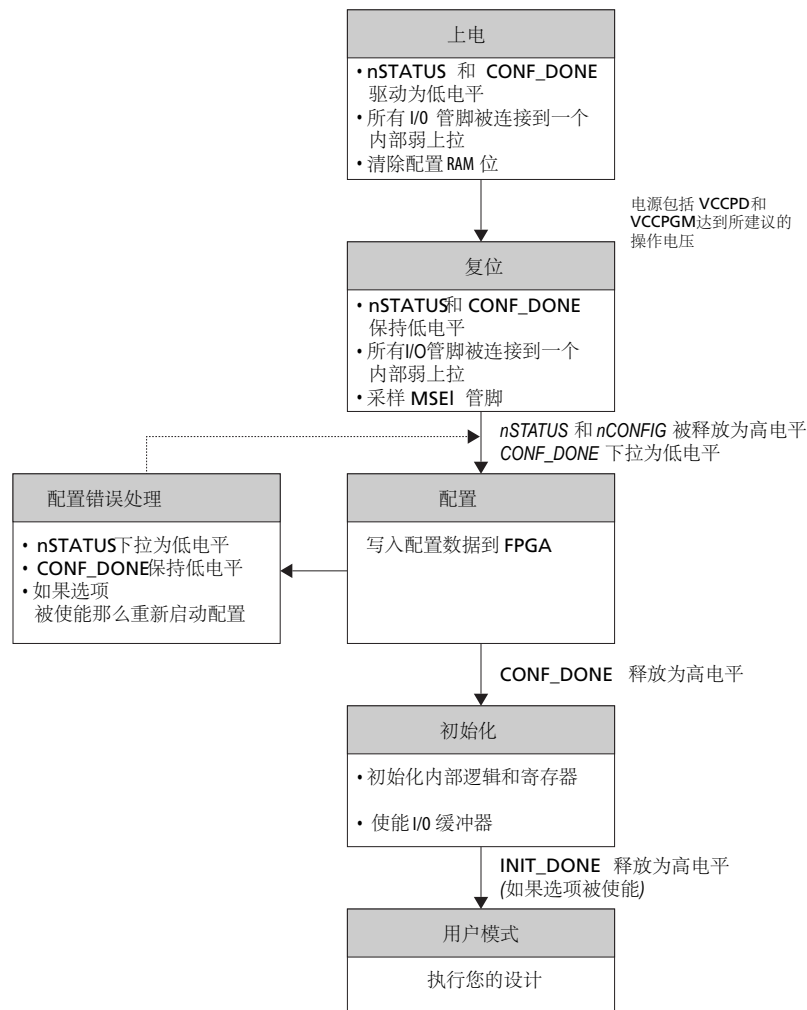 上电
• nSTATUS 和 CONF_DONE
驱动为低电平
• 所有 I/0 管脚被连接到一个
内部弱上拉
• 清除配置 RAM 位
电源包括 VCCPD和
VCCPGM达到所建议的
操作电压
复位
• nSTATUS和 CONF_DONE
保持低电平
• 所有I/O管脚被连接到一个
内部弱上拉
• 采样 MSEl 管脚
nSTATUS 和 nCONFIG 被释放为高电平
CONF_DONE 下拉为低电平
配置错误处理
• nSTATUS下拉为低电平
• CONF_DONE保持低电平
• 如果选项
被使能那么重新启动配置
配置
写入配置数据到 FPGA
CONF_DONE 释放为高电平
初始化
• 初始化内部逻辑和寄存器
• 使能 I/0 缓冲器
INIT_DONE 释放为高电平
(如果选项被使能)
用户模式
执行您的设计